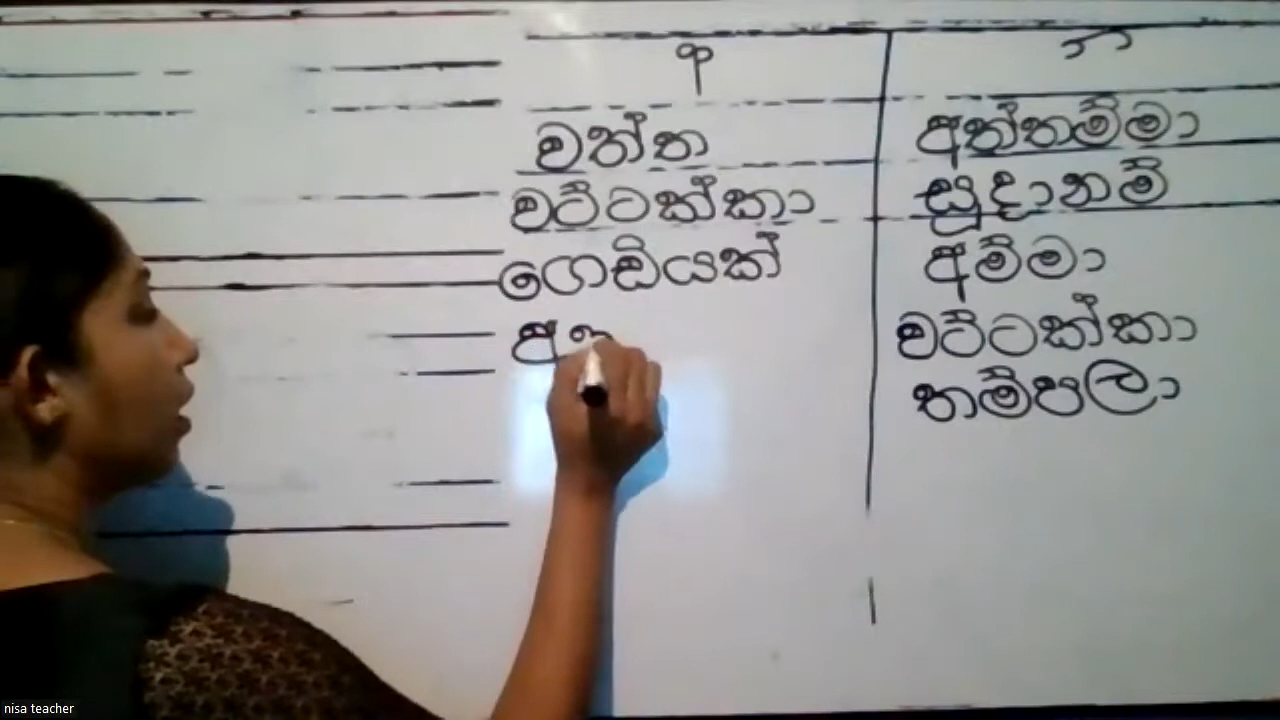 අ
වත්ත
වට්ටක්කා
ගෙඩියක්
ා
අත්තම්මා
සූදානම්
අම්මා
වට්ටක්කා
තම්පලා
nisa teacher